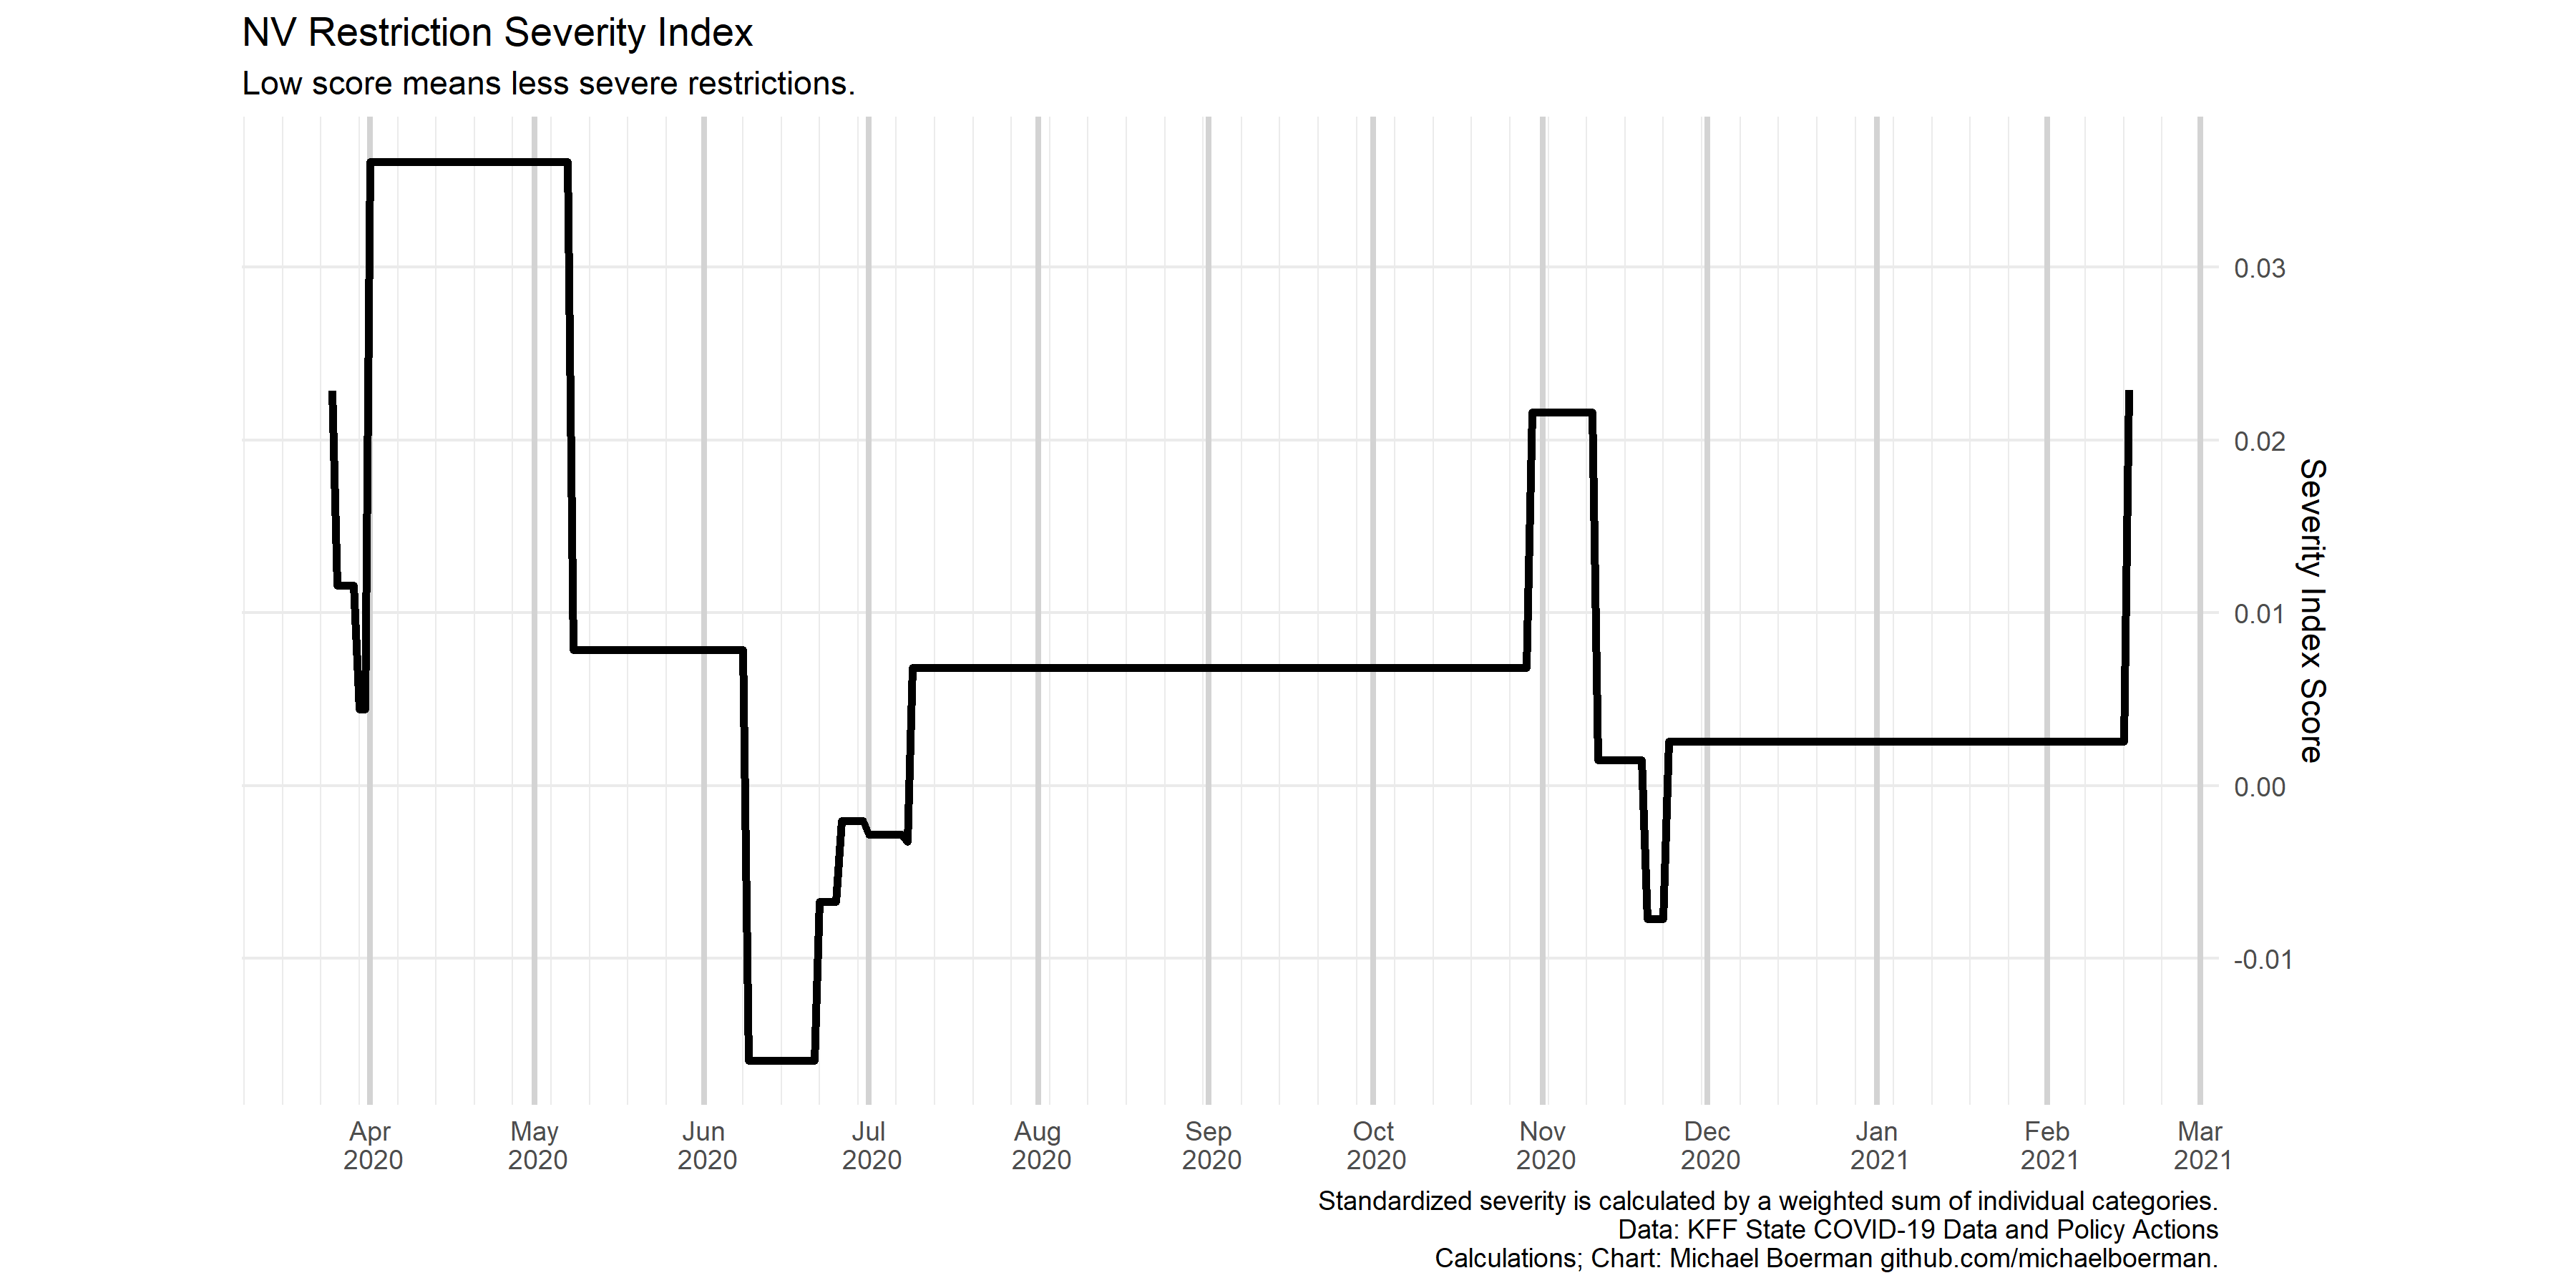 NV Restriction Severity Index
Low score means less severe restrictions.
0.03
0.02
0.01
0.00
-0.01
Severity Index Score
Apr May Jun Jul Aug Sep Oct Nov Dec Jan Feb Mar
2020 2020 2020 2020 2020 2020 2020 2020 2020 2021 2021 2021
Standardized severity is calculated by a weighted sum of individual categories.
Data: KFF State COVID-19 Data and Policy Actions
Calculations; Chart: Michael Boerman github.com/michaelboerman.